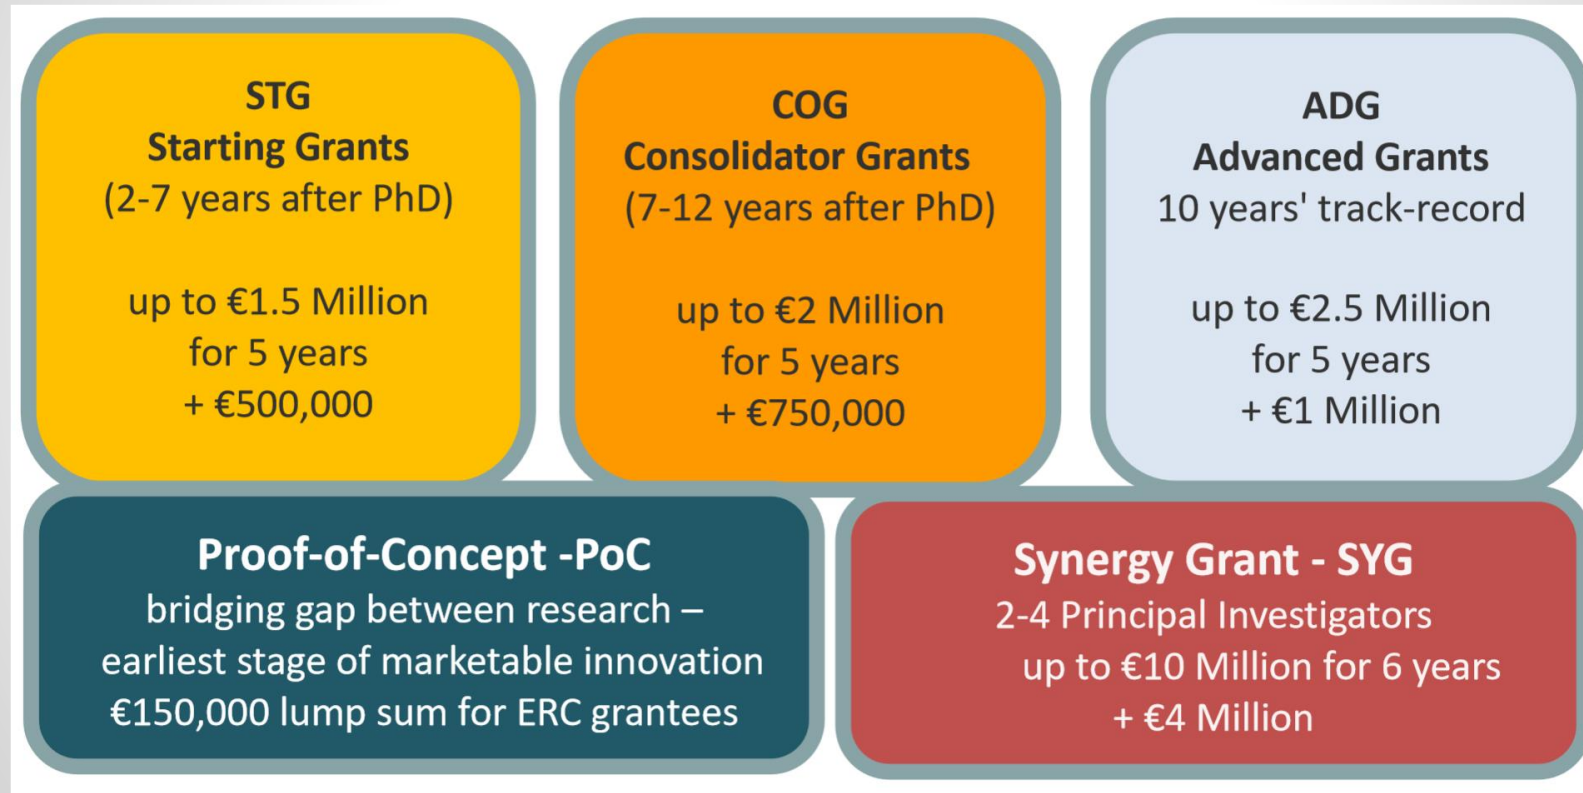 STG
Starting Grants
(2-7 years after PhD)
up to €1.5 Million
for 5 years
+ €500,000
COG
Consolidator Grants
(7-12 years after PhD)
up to €2 Million
for 5 years
+ €750,000
ADG
Advanced Grants
10 years' track-record
up to €2.5 Million
for 5 years
+ €1 Million
Proof-of-Concept -PoC
bridging gap between research –
earliest stage of marketable innovation
€150,000 lump sum for ERC grantees
Synergy Grant - SYG
2-4 Principal Investigators
up to €10 Million for 6 years
+ €4 Million